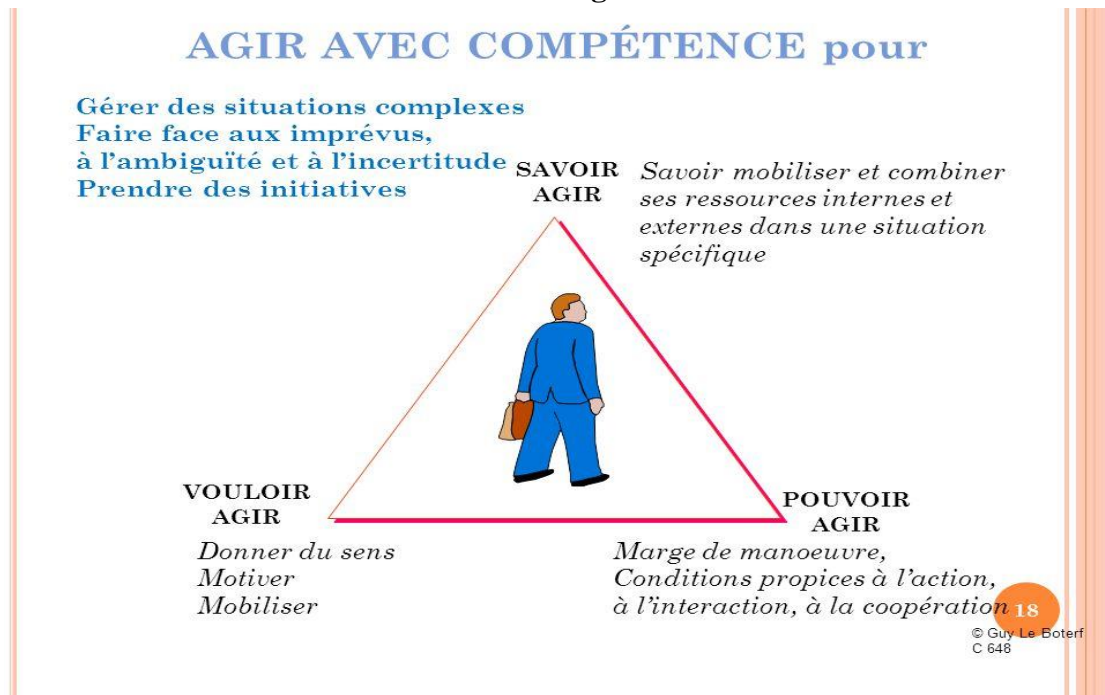 AGIR AVEC COMPÉTENCE pour
Gérer des situations complexes
Faire face aux imprévus,
à l'ambiguïté et à l'incertitude
Prendre des initiatives
SAVOIR
AGIR
Savoir mobiliser et combiner
ses ressources internes et
externes dans une situation
spécifique
VOULOIR
AGIR
Donner du sens
Motiver
Mobiliser
POUVOIR
AGIR
Marge de manoeuvre,
Conditions propices à l'action,
à l'interaction, à la coopération
18
© Guy Le Boterf
C 648